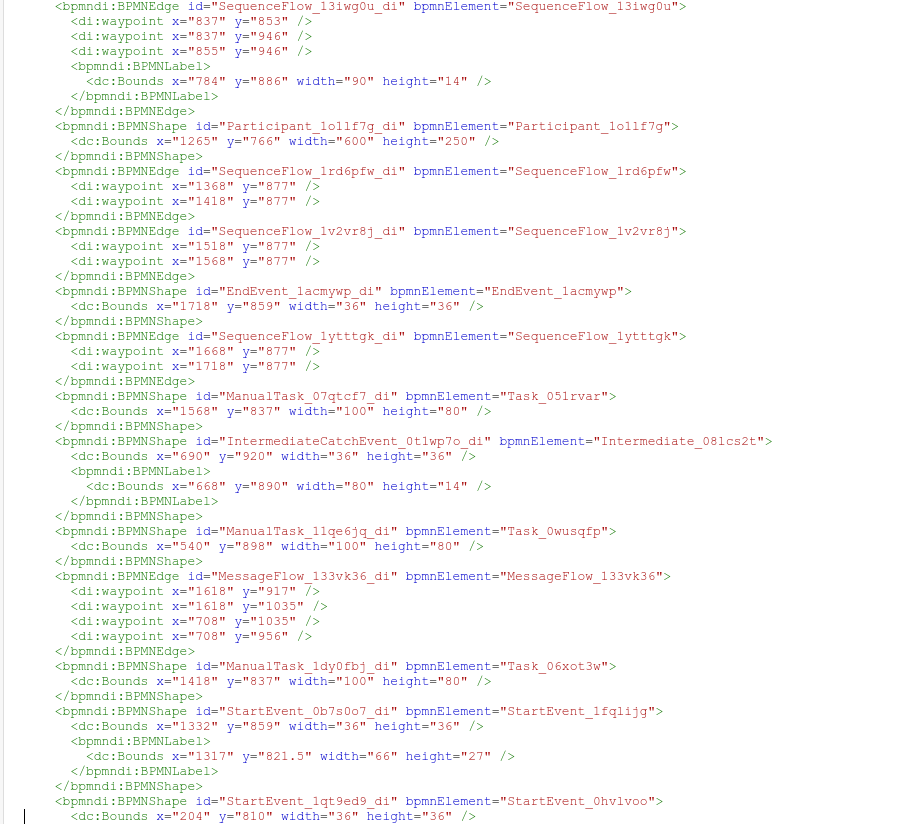 <bpmndi:BPMNEdge id="SequenceFlow_13iwg0u_di" bpmnElement="SequenceFlow_13iwg0u">
<di:waypoint x="837" y="853" />
<di:waypoint x="837" y="946" />
<di:waypoint x="855" y="946" />
<bpmndi:BPMNLabel>
<dc:Bounds x="784" y="886" width="90" height="14" />
</bpmndi:BPMNLabel>
</bpmndi:BPMNEdge>
<bpmndi:BPMNShape id="Participant_1o1lf7g_di" bpmnElement="Participant_1o1lf7g">
<dc:Bounds x="1265" y="766" width="600" height="250" />
</bpmndi:BPMNShape>
<bpmndi:BPMNEdge id="SequenceFlow_1rd6pfw_di" bpmnElement="SequenceFlow_1rd6pfw">
<di:waypoint x="1368" y="877" />
<di:waypoint x="1418" y="877" />
</bpmndi:BPMNEdge>
<bpmndi:BPMNEdge id="SequenceFlow_1v2vr8j_di" bpmnElement="SequenceFlow_1v2vr8j">
<di:waypoint x="1518" y="877" />
<di:waypoint x="1568" y="877" />
</bpmndi:BPMNEdge>
<bpmndi:BPMNShape id="EndEvent_1acmywp_di" bpmnElement="EndEvent_1acmywp">
<dc:Bounds x="1718" y="859" width="36" height="36" />
</bpmndi:BPMNShape>
<bpmndi:BPMNEdge id="SequenceFlow_1ytttgk_di" bpmnElement="SequenceFlow_1ytttgk">
<di:waypoint x="1668" y="877" />
<di:waypoint x="1718" y="877" />
</bpmndi:BPMNEdge>
<bpmndi:BPMNShape id="ManualTask_07qtcf7_di" bpmnElement="Task_051rvar">
<dc:Bounds x="1568" y="837" width="100" height="80" />
</bpmndi:BPMNShape>
<bpmndi:BPMNShape id="IntermediateCatchEvent_0t1wp7o_di" bpmnElement="Intermediate_08lcs2t">
<dc:Bounds x="690" y="920" width="36" height="36" />
<bpmndi:BPMNLabel>
<dc:Bounds x="668" y="890" width="80" height="14" />
</bpmndi:BPMNLabel>
</bpmndi:BPMNShape>
<bpmndi:BPMNShape id="ManualTask_11qe6jq_di" bpmnElement="Task_0wusqfp">
<dc:Bounds x="540" y="898" width="100" height="80" />
</bpmndi:BPMNShape>
<bpmndi:BPMNEdge id="MessageFlow_133vk36_di" bpmnElement="MessageFlow_133vk36">
<di:waypoint x="1618" y="917" />
<di:waypoint x="1618" y="1035" />
<di:waypoint x="708" y="1035" />
<di:waypoint x="708" y="956" />
</bpmndi:BPMNEdge>
<bpmndi:BPMNShape id="ManualTask_1dy0fbj_di" bpmnElement="Task_06xot3w">
<dc:Bounds x="1418" y="837" width="100" height="80" />
</bpmndi:BPMNShape>
<bpmndi:BPMNShape id="StartEvent_0b7s0o7_di" bpmnElement="StartEvent_1fqlijg">
<dc:Bounds x="1332" y="859" width="36" height="36" />
<bpmndi:BPMNLabel>
<dc:Bounds x="1317" y="821.5" width="66" height="27" />
</bpmndi:BPMNLabel>
</bpmndi:BPMNShape>
<bpmndi:BPMNShape id="StartEvent_1qt9ed9_di" bpmnElement="StartEvent_0hvlvoo">
<dc:Bounds x="204" y="810" width="36" height="36" />